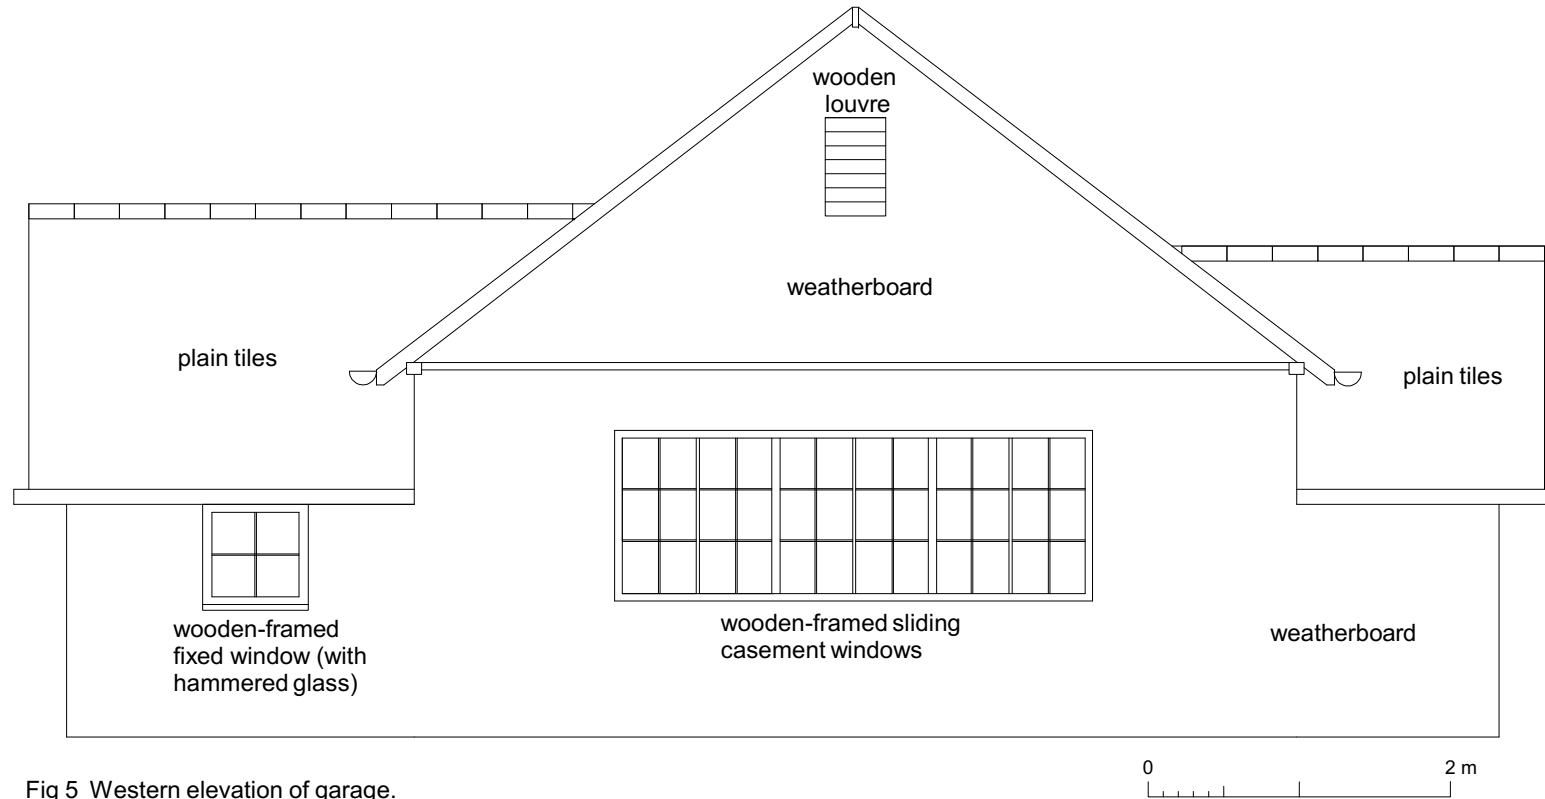 wooden
louvre
weatherboard
plain tiles
plain tiles
wooden-framed
fixed window (with
hammered glass)
wooden-framed sliding
casement windows
weatherboard
0 2 m
Fig 5 Western elevation of garage.